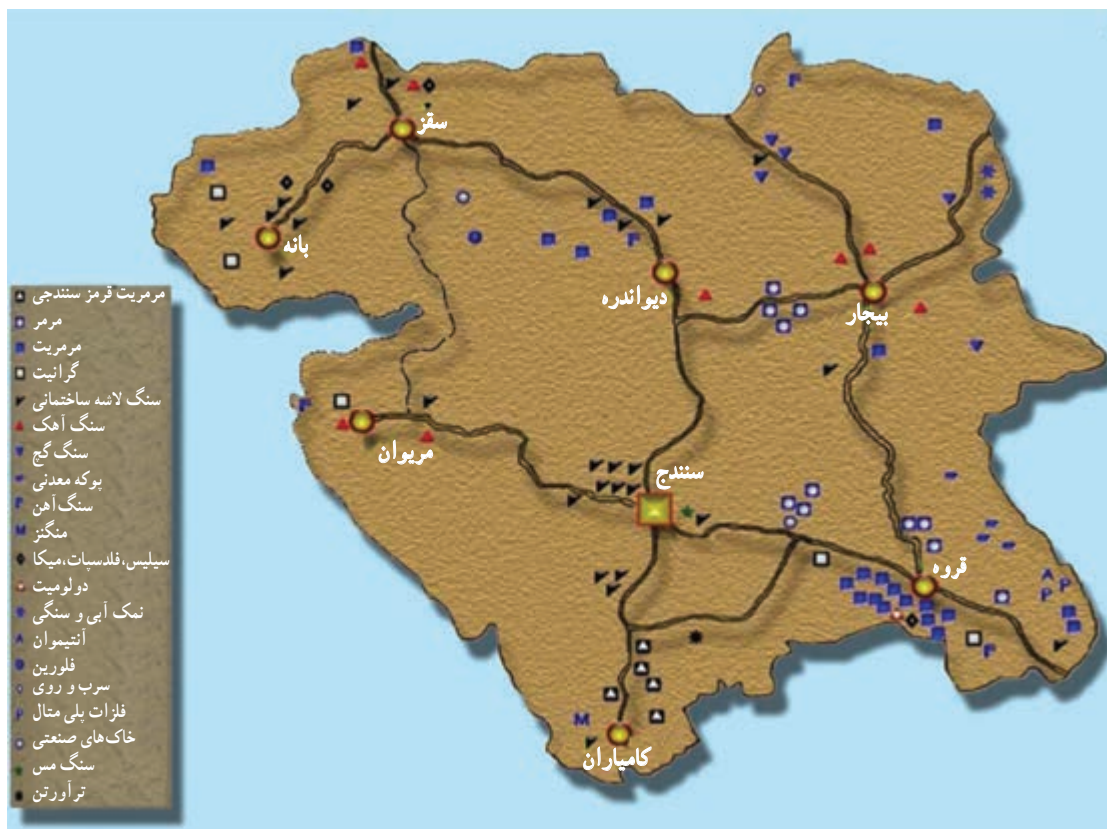 سقز
بانه
دیواندره
بیجار
مریوان
سنندج
قروه
کامیاران
مرمریت قرمز سنندجی
مرمر
مرمریت
گرانیت
سنگ لاشه ساختمانی
سنگ آهک
سنگ گچ
پوکه معدنی
سنگ آهن
منگنز
سیلیس،فلدسپات،میکا
دولومیت
نمک آبی و سنگی
آنتیموان
فلورین
سرب و روی
فلزات پلی متال
خاک‌های صنعتی
سنگ مس
ترآورتن